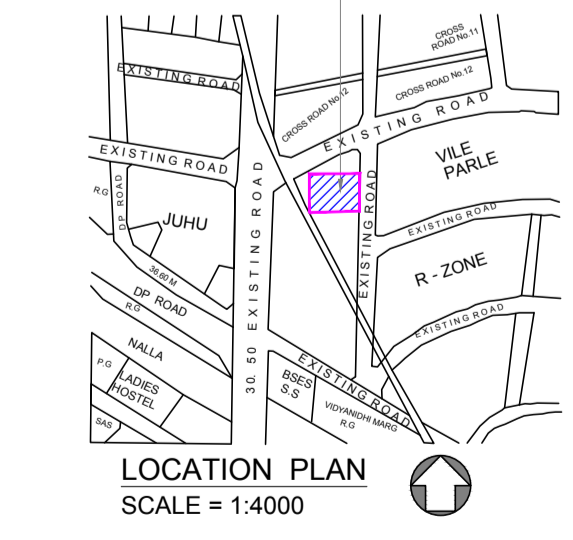 CROSS
ROAD No.11
EXISTING ROAD
CROSS ROAD No.12
CROSS ROAD No.12
EXISTING ROAD
EXISTING ROAD
VILE
PARLE
R.G
DP ROAD
JUHU
30. 50 EXISTING ROAD
EXISTING ROAD
EXISTING ROAD
36.60 M
DP ROAD
R.G
R - ZONE
EXISTING ROAD
NALLA
P.G
LADIES
HOSTEL
SAS
BSES
S.S
EXISTING ROAD
VIDYANIDHI MARG
R.G
LOCATION PLAN
SCALE = 1:4000